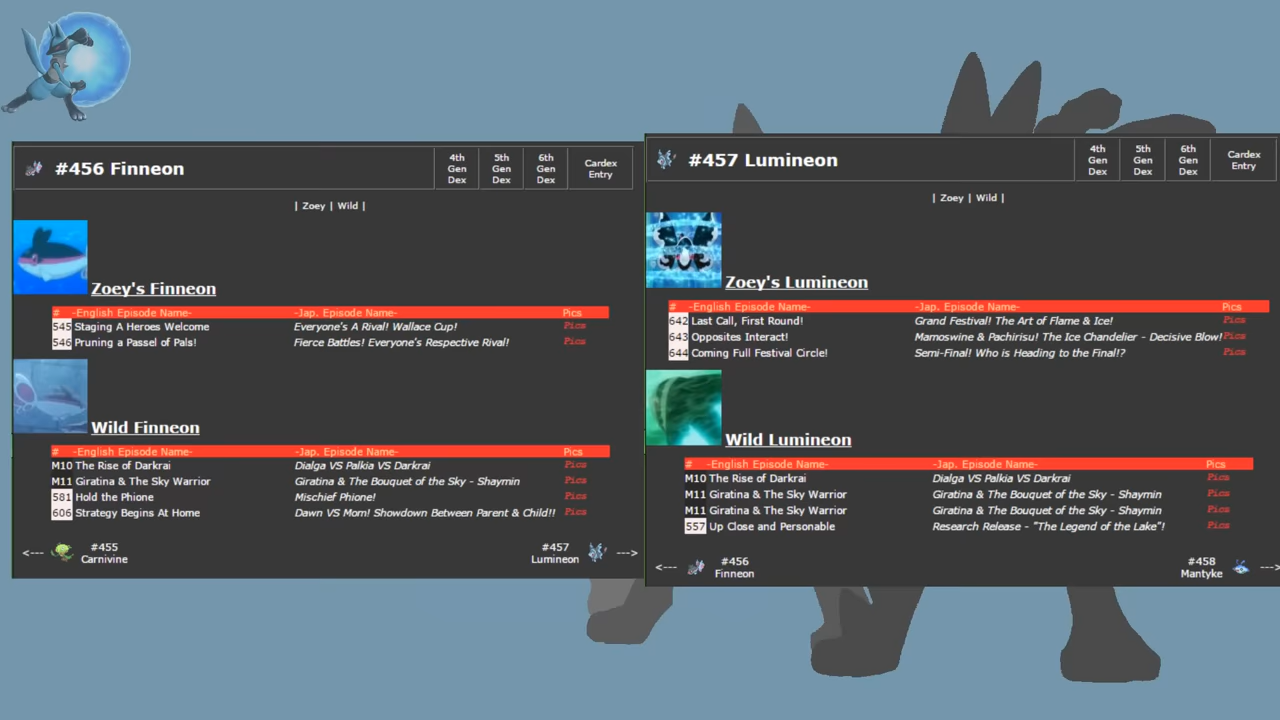 #456 Finneon
4th Gen Dex
5th Gen Dex
6th Gen Dex
Cardex Entry
| Zoey | Wild |
Zoey's Finneon
# -English Episode Name- -Jap. Episode Name- Pics
545 Staging A Heroes Welcome Everyone's A Rival! Wallace Cup! Pics
546 Pruning a Passel of Pals! Fierce Battles! Everyone's Respective Rival! Pics
Wild Finneon
# -English Episode Name- -Jap. Episode Name- Pics
M10 The Rise of Darkrai Dialga VS Palkia VS Darkrai Pics
M11 Giratina & The Sky Warrior Giratina & The Bouquet of the Sky - Shaymin Pics
581 Hold the Phione Mischief Phione! Pics
606 Strategy Begins At Home Dawn VS Mom! Showdown Between Parent & Child!! Pics
<--- #455 Carnivine
#457 Lumineon --->
#457 Lumineon
4th Gen Dex
5th Gen Dex
6th Gen Dex
Cardex Entry
| Zoey | Wild |
Zoey's Lumineon
# -English Episode Name- -Jap. Episode Name- Pics
642 Last Call, First Round! Grand Festival! The Art of Flame & Ice! Pics
643 Opposites Interact! Mamoswine & Pachirisu! The Ice Chandelier - Decisive Blow! Pics
644 Coming Full Festival Circle! Semi-Final! Who is Heading to the Final!? Pics
Wild Lumineon
# -English Episode Name- -Jap. Episode Name- Pics
M10 The Rise of Darkrai Dialga VS Palkia VS Darkrai Pics
M11 Giratina & The Sky Warrior Giratina & The Bouquet of the Sky - Shaymin Pics
M11 Giratina & The Sky Warrior Giratina & The Bouquet of the Sky - Shaymin Pics
557 Up Close and Personable Research Release - "The Legend of the Lake"! Pics
<--- #456 Finneon
#458 Mantyke --->